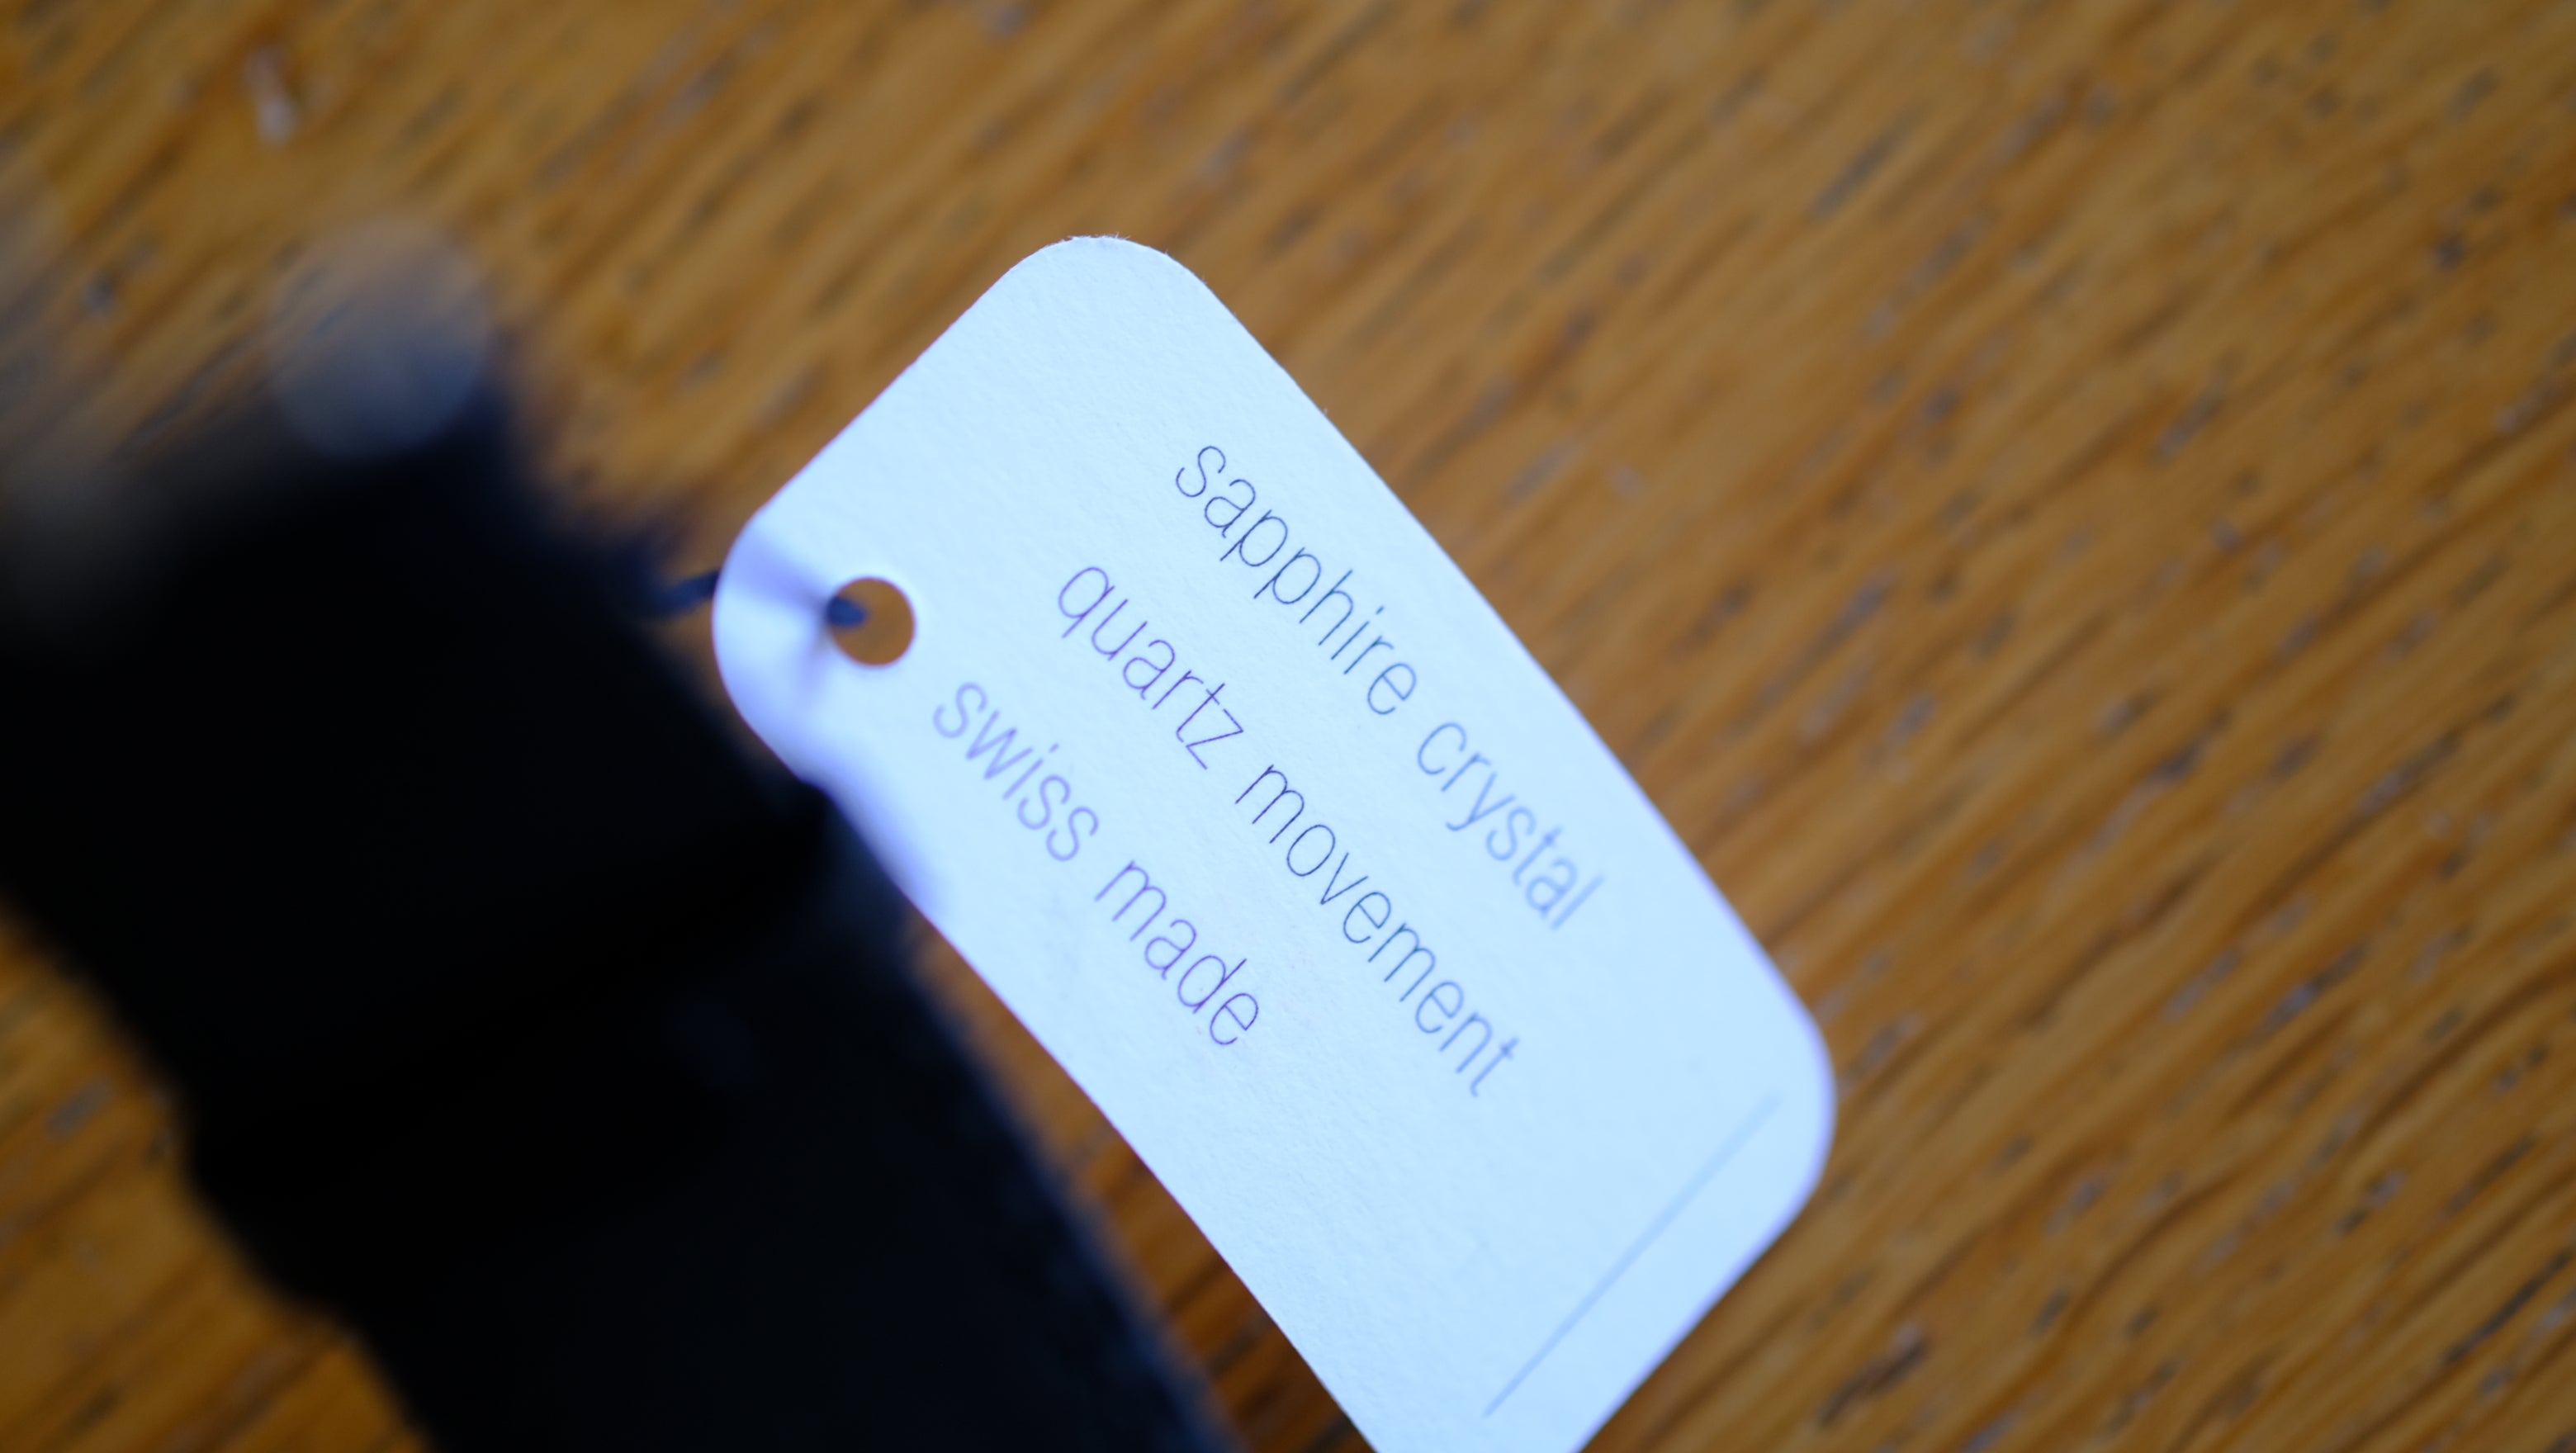 sapphire crystal
quartz movement
swiss made